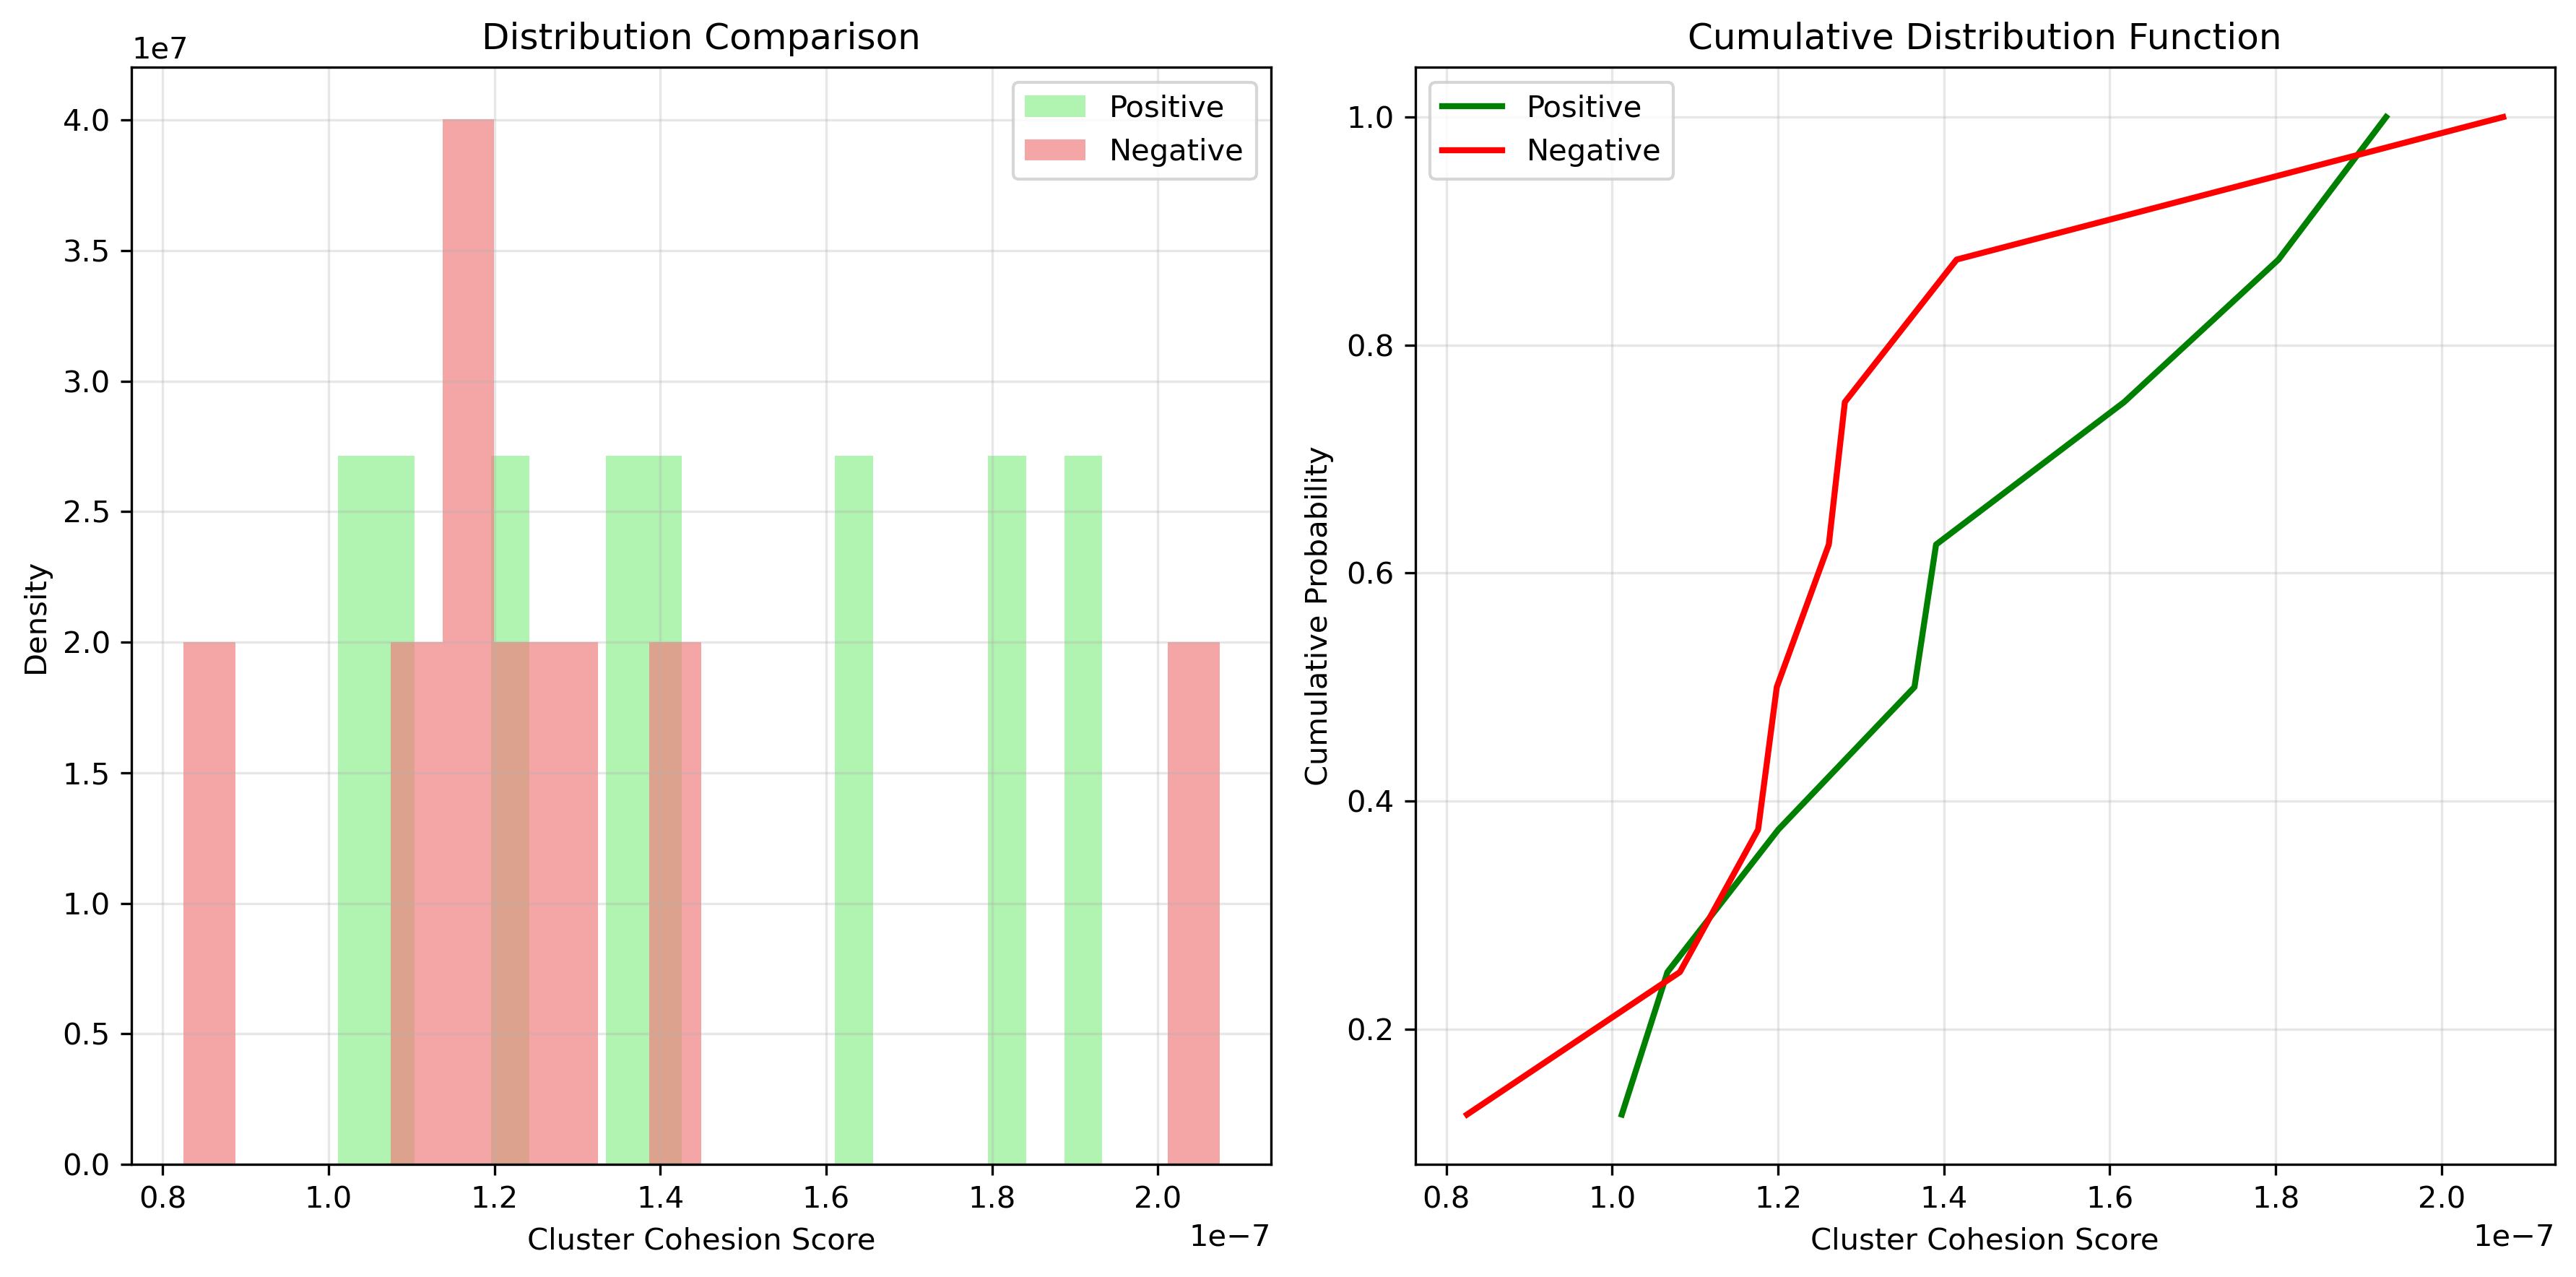 Distribution Comparison
1e7
4.0
3.5
3.0
2.5
2.0
1.5
1.0
0.5
0.0
Density
Positive
Negative
0.8 1.0 1.2 1.4 1.6 1.8 2.0
1e−7
Cluster Cohesion Score
Cumulative Distribution Function
1.0
0.8
0.6
0.4
0.2
Cumulative Probability
Positive
Negative
0.8 1.0 1.2 1.4 1.6 1.8 2.0
1e−7
Cluster Cohesion Score